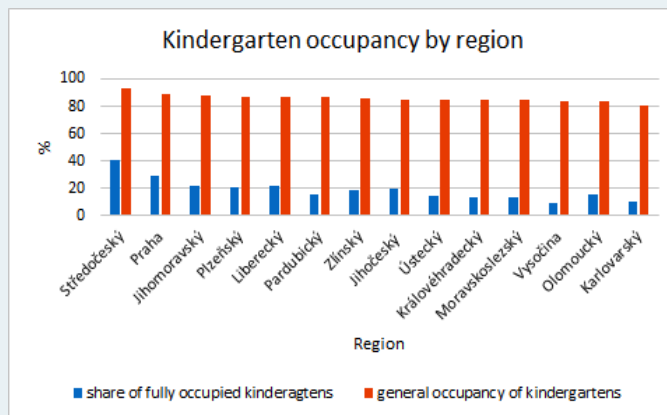 Kindergarten occupancy by region
100
80
60
40
20
0
%
Středočeský
Praha
Jihomoravský
Plzeňský
Liberecký
Pardubický
Zlínský
Jihočeský
Ústecký
Královéhradecký
Moravskoslezský
Vysočina
Olomoucký
Karlovarský
Region
share of fully occupied kinderagtens
general occupancy of kindergartens